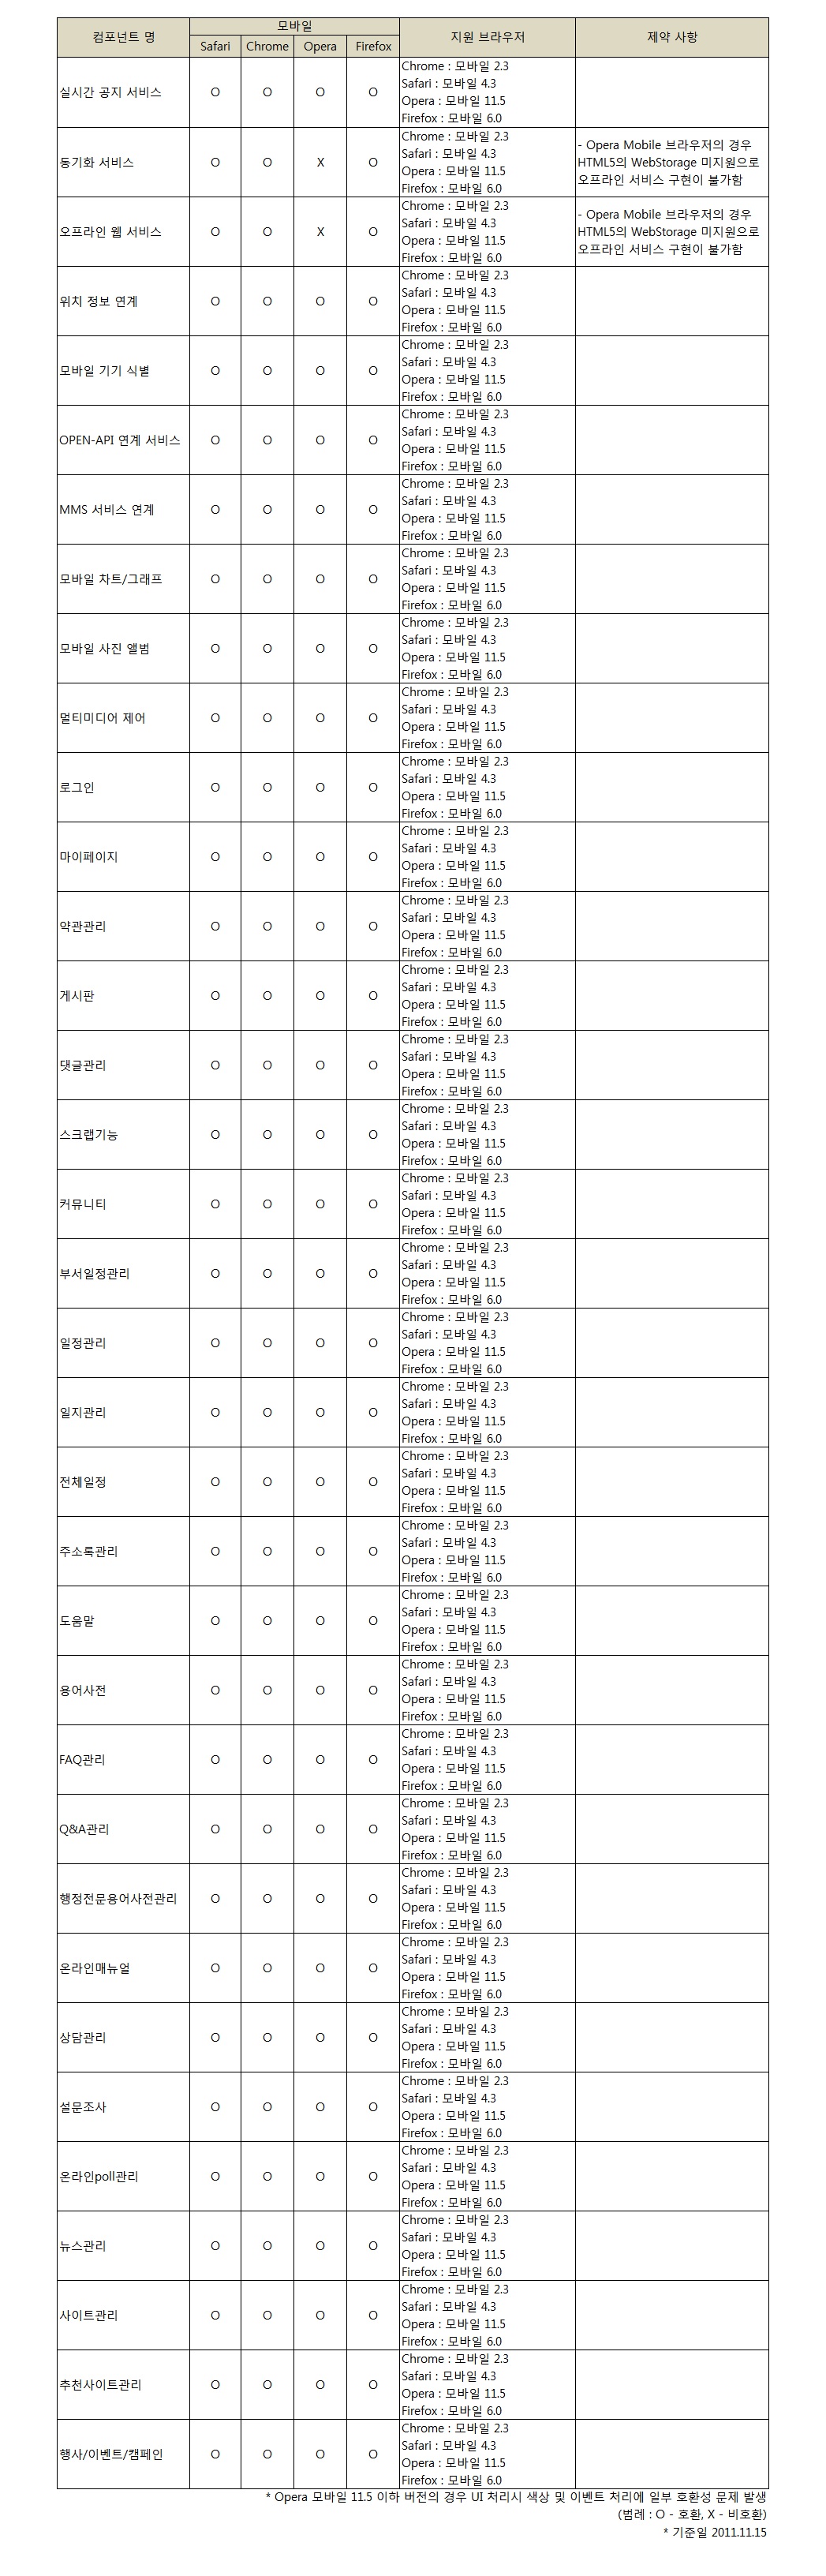 컴포넌트 명
모바일
지원 브라우저
제약 사항
Safari
Chrome
Opera
Firefox
실시간 공지 서비스
O O O O
Chrome : 모바일 2.3
Safari : 모바일 4.3
Opera : 모바일 11.5
Firefox : 모바일 6.0
동기화 서비스
O O X O
Chrome : 모바일 2.3
Safari : 모바일 4.3
Opera : 모바일 11.5
Firefox : 모바일 6.0
- Opera Mobile 브라우저의 경우
HTML5의 WebStorage 미지원으로
오프라인 서비스 구현이 불가함
오프라인 웹 서비스
O O X O
Chrome : 모바일 2.3
Safari : 모바일 4.3
Opera : 모바일 11.5
Firefox : 모바일 6.0
- Opera Mobile 브라우저의 경우
HTML5의 WebStorage 미지원으로
오프라인 서비스 구현이 불가함
위치 정보 연계
O O O O
Chrome : 모바일 2.3
Safari : 모바일 4.3
Opera : 모바일 11.5
Firefox : 모바일 6.0
모바일 기기 식별
O O O O
Chrome : 모바일 2.3
Safari : 모바일 4.3
Opera : 모바일 11.5
Firefox : 모바일 6.0
OPEN-API 연계 서비스
O O O O
Chrome : 모바일 2.3
Safari : 모바일 4.3
Opera : 모바일 11.5
Firefox : 모바일 6.0
MMS 서비스 연계
O O O O
Chrome : 모바일 2.3
Safari : 모바일 4.3
Opera : 모바일 11.5
Firefox : 모바일 6.0
모바일 차트/그래프
O O O O
Chrome : 모바일 2.3
Safari : 모바일 4.3
Opera : 모바일 11.5
Firefox : 모바일 6.0
모바일 사진 앨범
O O O O
Chrome : 모바일 2.3
Safari : 모바일 4.3
Opera : 모바일 11.5
Firefox : 모바일 6.0
멀티미디어 제어
O O O O
Chrome : 모바일 2.3
Safari : 모바일 4.3
Opera : 모바일 11.5
Firefox : 모바일 6.0
로그인
O O O O
Chrome : 모바일 2.3
Safari : 모바일 4.3
Opera : 모바일 11.5
Firefox : 모바일 6.0
마이페이지
O O O O
Chrome : 모바일 2.3
Safari : 모바일 4.3
Opera : 모바일 11.5
Firefox : 모바일 6.0
약관관리
O O O O
Chrome : 모바일 2.3
Safari : 모바일 4.3
Opera : 모바일 11.5
Firefox : 모바일 6.0
게시판
O O O O
Chrome : 모바일 2.3
Safari : 모바일 4.3
Opera : 모바일 11.5
Firefox : 모바일 6.0
댓글관리
O O O O
Chrome : 모바일 2.3
Safari : 모바일 4.3
Opera : 모바일 11.5
Firefox : 모바일 6.0
스크랩기능
O O O O
Chrome : 모바일 2.3
Safari : 모바일 4.3
Opera : 모바일 11.5
Firefox : 모바일 6.0
커뮤니티
O O O O
Chrome : 모바일 2.3
Safari : 모바일 4.3
Opera : 모바일 11.5
Firefox : 모바일 6.0
부서일정관리
O O O O
Chrome : 모바일 2.3
Safari : 모바일 4.3
Opera : 모바일 11.5
Firefox : 모바일 6.0
일정관리
O O O O
Chrome : 모바일 2.3
Safari : 모바일 4.3
Opera : 모바일 11.5
Firefox : 모바일 6.0
일지관리
O O O O
Chrome : 모바일 2.3
Safari : 모바일 4.3
Opera : 모바일 11.5
Firefox : 모바일 6.0
전체일정
O O O O
Chrome : 모바일 2.3
Safari : 모바일 4.3
Opera : 모바일 11.5
Firefox : 모바일 6.0
주소록관리
O O O O
Chrome : 모바일 2.3
Safari : 모바일 4.3
Opera : 모바일 11.5
Firefox : 모바일 6.0
도움말
O O O O
Chrome : 모바일 2.3
Safari : 모바일 4.3
Opera : 모바일 11.5
Firefox : 모바일 6.0
용어사전
O O O O
Chrome : 모바일 2.3
Safari : 모바일 4.3
Opera : 모바일 11.5
Firefox : 모바일 6.0
FAQ관리
O O O O
Chrome : 모바일 2.3
Safari : 모바일 4.3
Opera : 모바일 11.5
Firefox : 모바일 6.0
Q&A관리
O O O O
Chrome : 모바일 2.3
Safari : 모바일 4.3
Opera : 모바일 11.5
Firefox : 모바일 6.0
행정전문용어사전관리
O O O O
Chrome : 모바일 2.3
Safari : 모바일 4.3
Opera : 모바일 11.5
Firefox : 모바일 6.0
온라인매뉴얼
O O O O
Chrome : 모바일 2.3
Safari : 모바일 4.3
Opera : 모바일 11.5
Firefox : 모바일 6.0
상담관리
O O O O
Chrome : 모바일 2.3
Safari : 모바일 4.3
Opera : 모바일 11.5
Firefox : 모바일 6.0
설문조사
O O O O
Chrome : 모바일 2.3
Safari : 모바일 4.3
Opera : 모바일 11.5
Firefox : 모바일 6.0
온라인poll관리
O O O O
Chrome : 모바일 2.3
Safari : 모바일 4.3
Opera : 모바일 11.5
Firefox : 모바일 6.0
뉴스관리
O O O O
Chrome : 모바일 2.3
Safari : 모바일 4.3
Opera : 모바일 11.5
Firefox : 모바일 6.0
사이트관리
O O O O
Chrome : 모바일 2.3
Safari : 모바일 4.3
Opera : 모바일 11.5
Firefox : 모바일 6.0
추천사이트관리
O O O O
Chrome : 모바일 2.3
Safari : 모바일 4.3
Opera : 모바일 11.5
Firefox : 모바일 6.0
행사/이벤트/캠페인
O O O O
Chrome : 모바일 2.3
Safari : 모바일 4.3
Opera : 모바일 11.5
Firefox : 모바일 6.0
* Opera 모바일 11.5 이하 버전의 경우 UI 처리시 색상 및 이벤트 처리에 일부 호환성 문제 발생
(범례 : O - 호환, X - 비호환)
* 기준일 2011.11.15